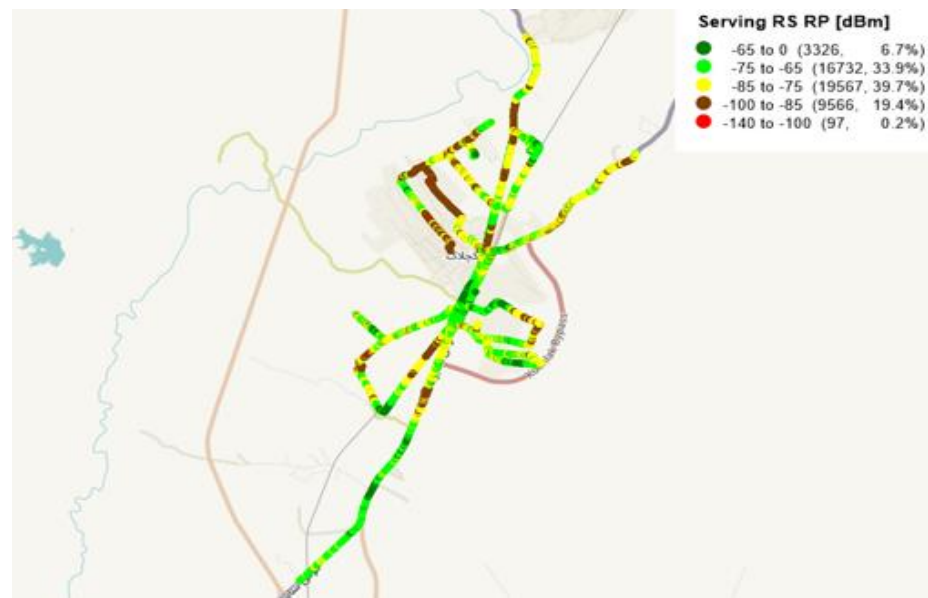 Serving RS RP [dBm]
-65 to 0 (3326, 6.7%)
-75 to -65 (16732, 33.9%)
-85 to -75 (19567, 39.7%)
-100 to -85 (9566, 19.4%)
-140 to -100 (97, 0.2%)
Bypass